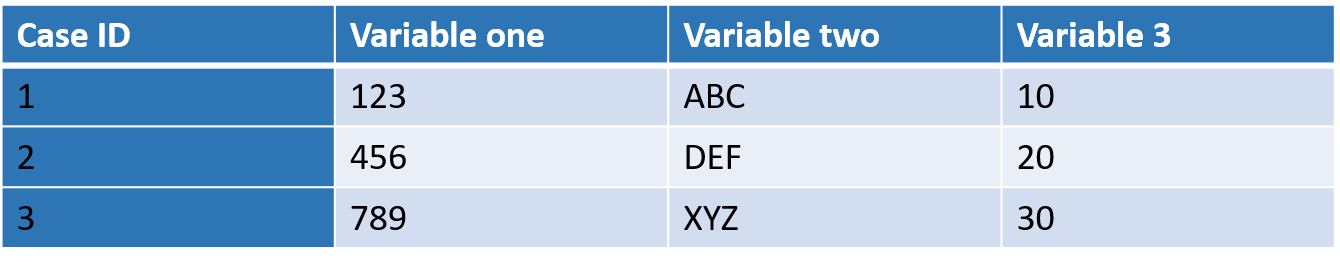 Case ID Variable one Variable two Variable 3
1 123 ABC 10
2 456 DEF 20
3 789 XYZ 30